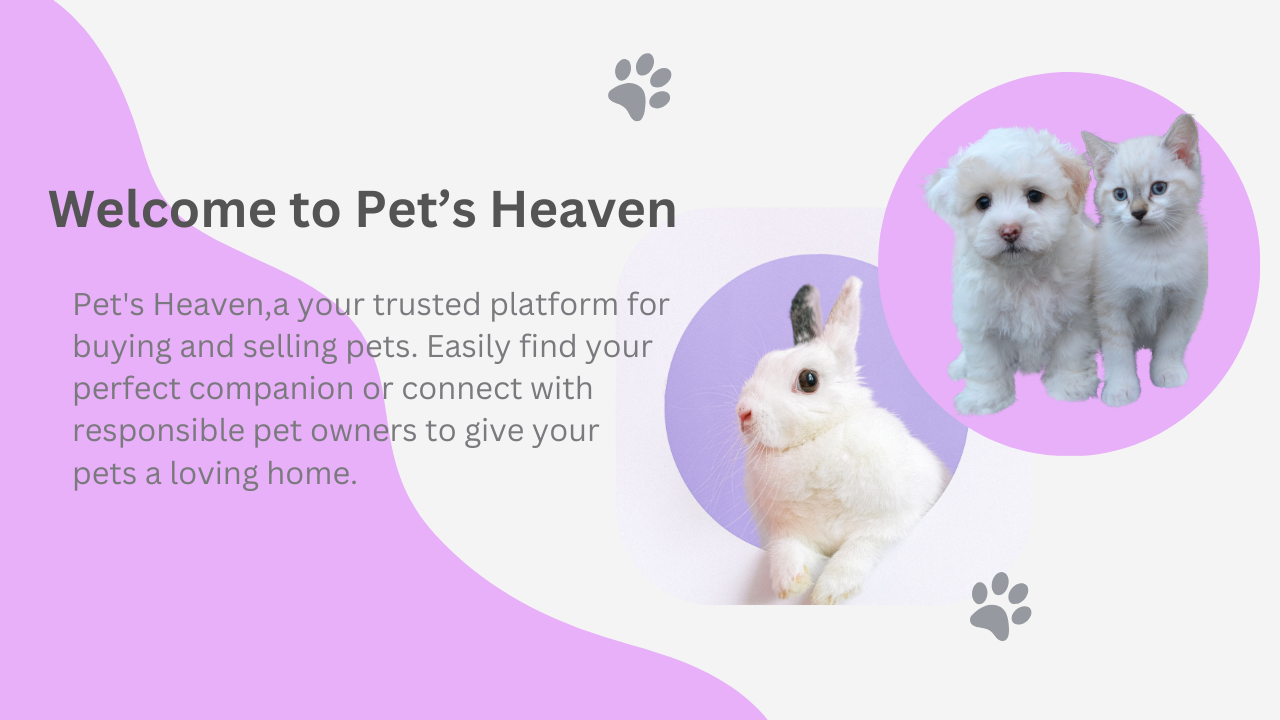 Welcome to Pet’s Heaven
Pet's Heaven,a your trusted platform for
buying and selling pets. Easily find your
perfect companion or connect with
responsible pet owners to give your
pets a loving home.